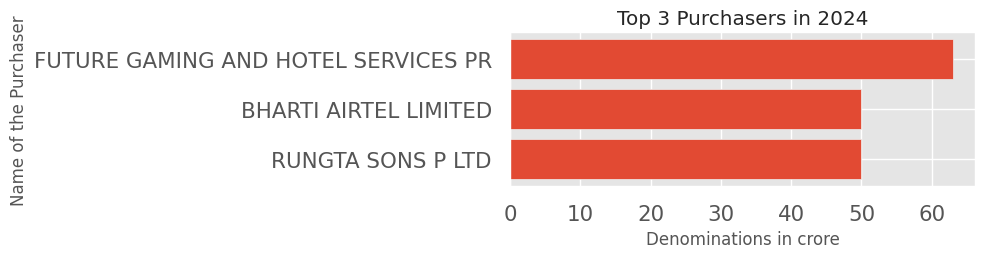 Top 3 Purchasers in 2024
Name of the Purchaser
FUTURE GAMING AND HOTEL SERVICES PR
BHARTI AIRTEL LIMITED
RUNGTA SONS P LTD
0 10 20 30 40 50 60
Denominations in crore